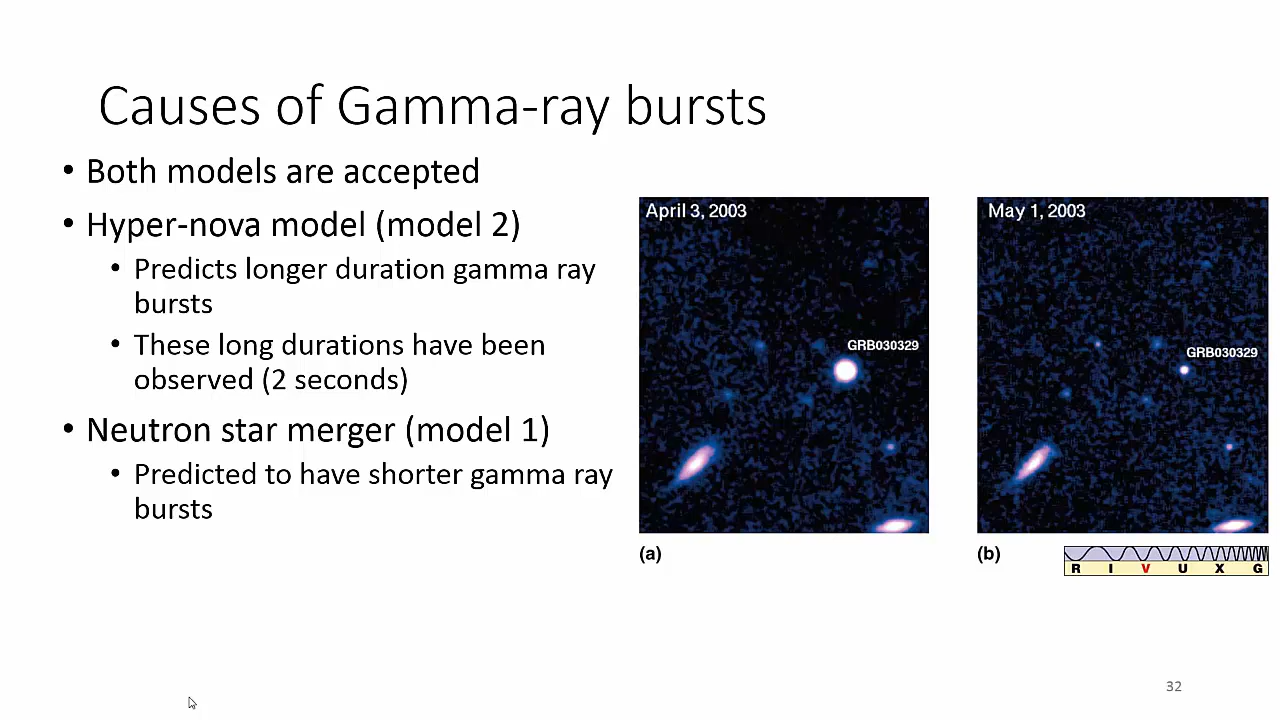 Causes of Gamma-ray bursts
• Both models are accepted
• Hyper-nova model (model 2)
• Predicts longer duration gamma ray
bursts
• These long durations have been
observed (2 seconds)
• Neutron star merger (model 1)
• Predicted to have shorter gamma ray
bursts
April 3, 2003
GRB030329
(a)
May 1, 2003
GRB030329
(b)
R I V U X G
32